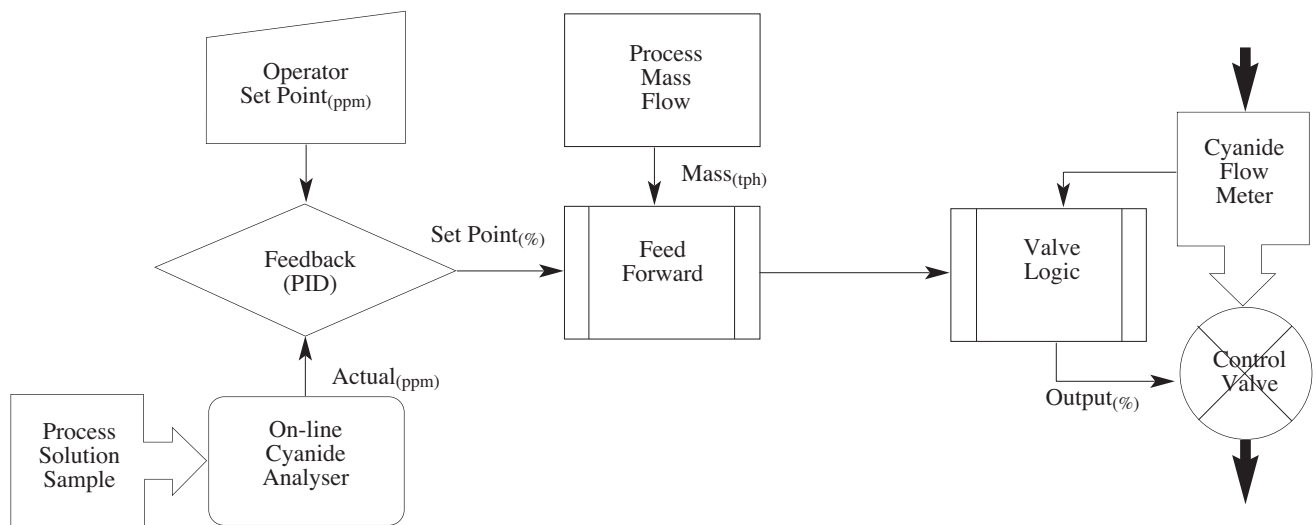 Operator
Set Point(ppm)
Process
Mass
Flow
Mass(tph)
Cyanide
Flow
Meter
Feedback
(PID)
Set Point(%)
Feed
Forward
Valve
Logic
Control
Valve
Output(%)
Actual(ppm)
Process
Solution
Sample
On-line
Cyanide
Analyser